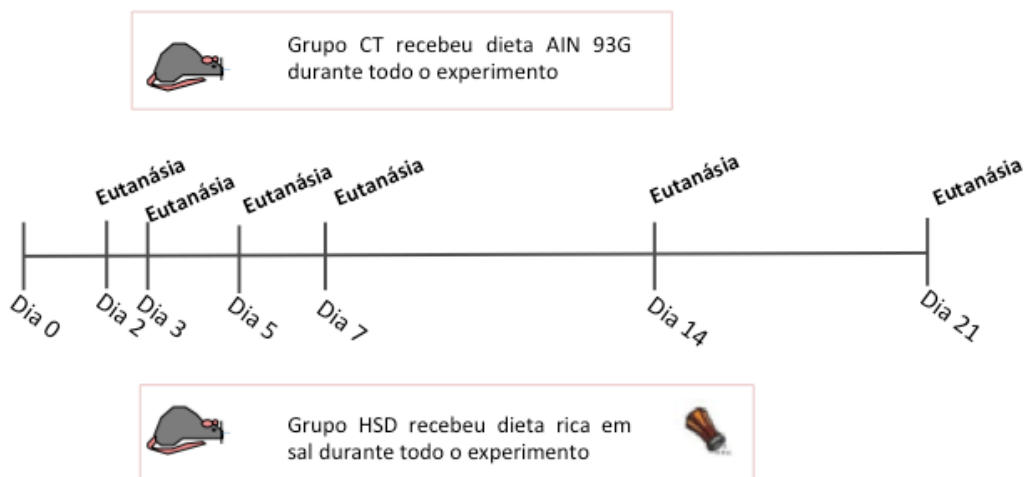 Grupo CT recebeu dieta AIN 93G
durante todo o experimento
Eutanásia
Eutanásia
Eutanásia
Eutanásia
Eutanásia
Eutanásia
Dia 0
Dia 2
Dia 3
Dia 5
Dia 7
Dia 14
Dia 21
Grupo HSD recebeu dieta rica em
sal durante todo o experimento